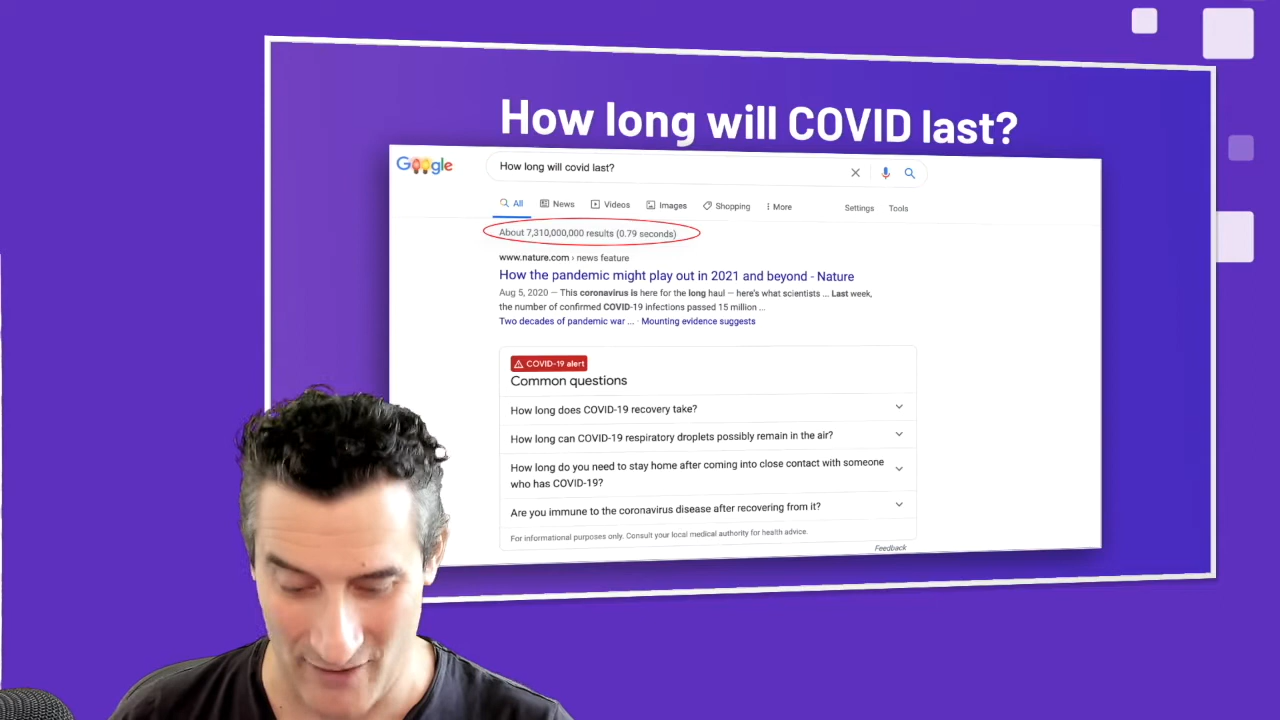 How long will COVID last?
Google
How long will covid last?
All News Videos Images Shopping More Settings Tools
About 7,310,000,000 results (0.79 seconds)
www.nature.com › news feature
How the pandemic might play out in 2021 and beyond - Nature
Aug 5, 2020 — This coronavirus is here for the long haul — here's what scientists ... Last week,
the number of confirmed COVID-19 infections passed 15 million ...
Two decades of pandemic war ... · Mounting evidence suggests
COVID-19 alert
Common questions
How long does COVID-19 recovery take?
How long can COVID-19 respiratory droplets possibly remain in the air?
How long do you need to stay home after coming into close contact with someone
who has COVID-19?
Are you immune to the coronavirus disease after recovering from it?
For informational purposes only. Consult your local medical authority for health advice.
Feedback